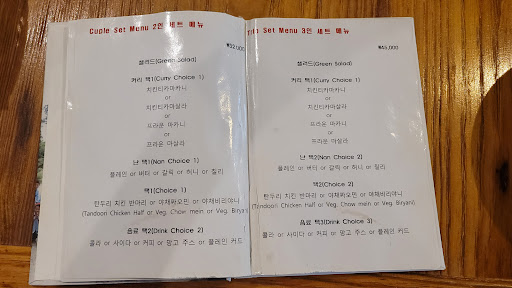 Cuple Set Menu 2인 세트 메뉴
₩32,000
샐러드(Green Salad)
커리 택1(Curry Choice 1)
치킨티카마카니
or
치킨티카마살라
or
프라운 마카니
or
프라운 마살라
난 택1(Nan Choice 1)
플레인 or 버터 or 갈릭 or 허니 or 칠리
택1(Choice 1)
탄두리 치킨 반마리 or 야채짜오면 or 야채비리야니
(Tandoori Chicken Half or Veg. Chow mein or Veg. Biryani)
음료 택2(Drink Choice 2)
콜라 or 사이다 or 커피 or 망고 주스 or 플레인 커드
Set Menu 3인 세트 메뉴
₩45,000
샐러드(Green Salad)
커리 택1(Curry Choice 1)
치킨티카마카니
or
치킨티카마살라
or
프라운 마카니
or
프라운 마살라
난 택2(Nan Choice 2)
플레인 or 버터 or 갈릭 or 허니 or 칠리
택2(Choice 2)
탄두리 치킨 반마리 or 야채짜오면 or 야채비리야니
(Tandoori Chicken Half or Veg. Chow mein or Veg. Biryani)
음료 택3(Drink Choice 3)
콜라 or 사이다 or 커피 or 망고 주스 or 플레인 커드